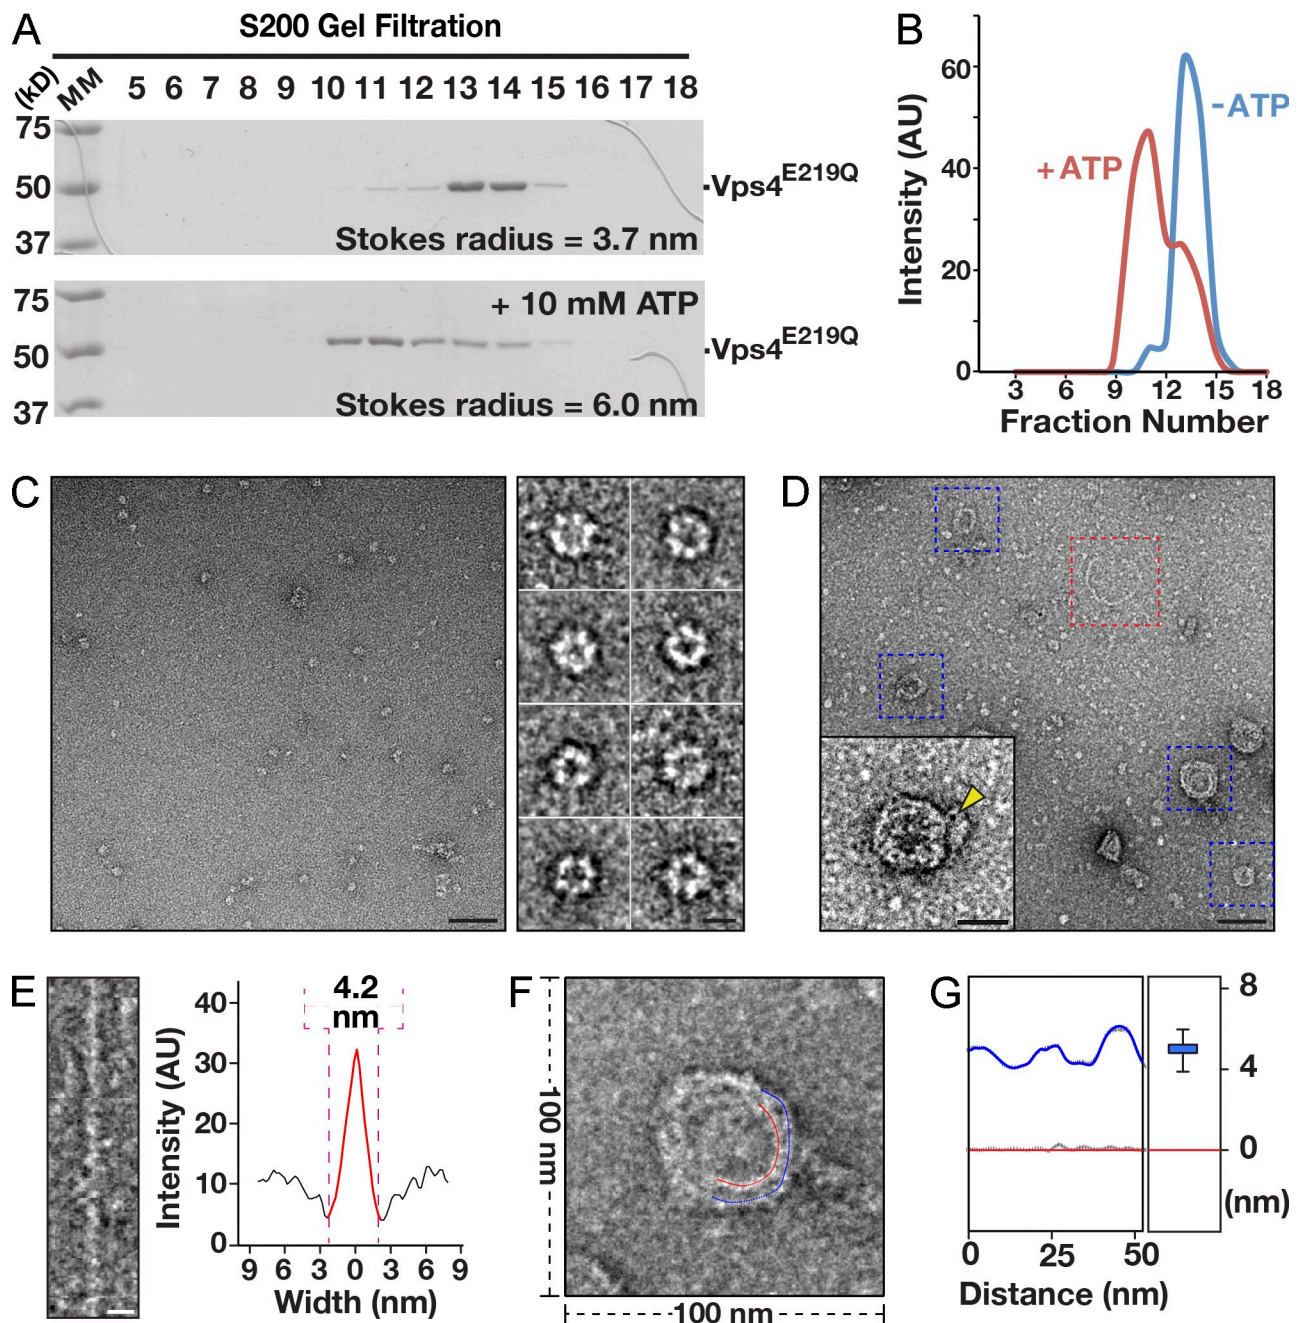 A
S200 Gel Filtration
(kD) MM 5 6 7 8 9 10 11 12 13 14 15 16 17 18
75
50
37
Vps4E219Q
Stokes radius = 3.7 nm
75
50
37
+ 10 mM ATP
Vps4E219Q
Stokes radius = 6.0 nm
B
Intensity (AU)
60
40
20
0
+ ATP
-ATP
3 6 9 12 15 18
Fraction Number
C
D
E
4.2
nm
Intensity (AU)
40
30
20
10
0
9 6 3 0 3 6 9
Width (nm)
F
100 nm
100 nm
G
8
4
0
(nm)
0 25 50
Distance (nm)